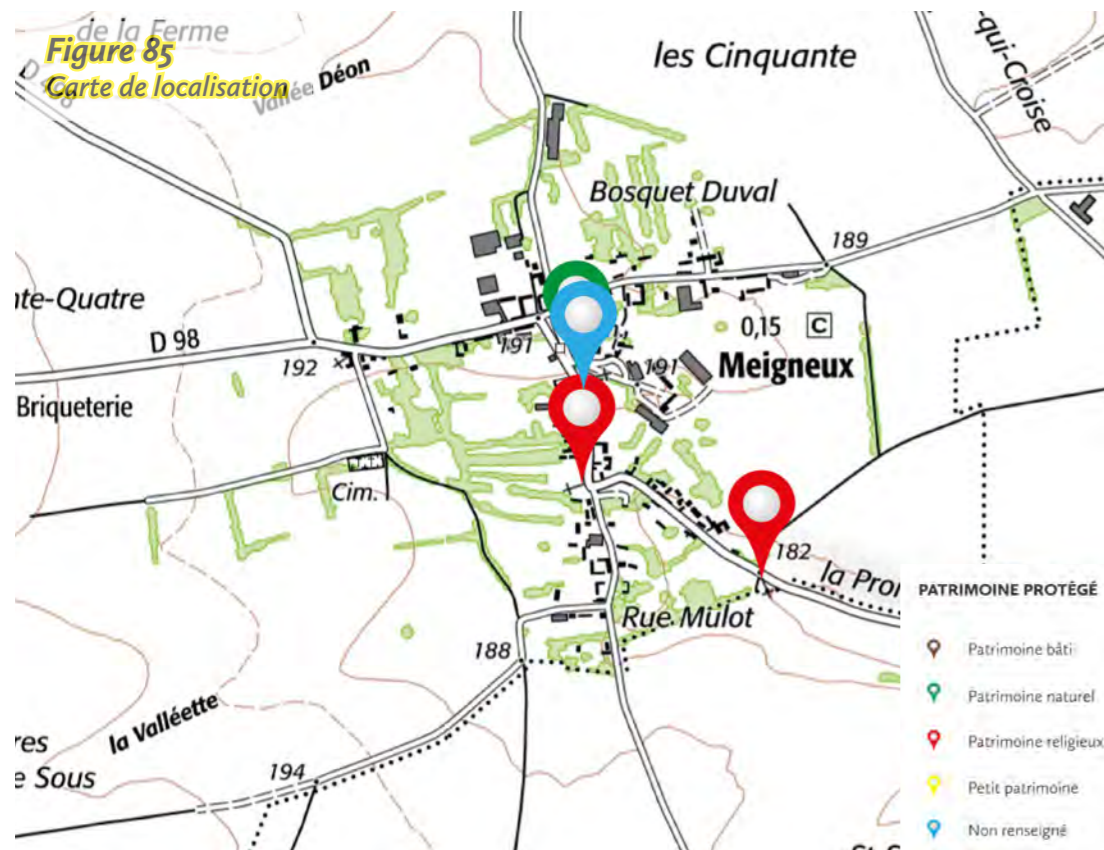 de la Ferme
Figure 85
Carte de localisation
Vallée Déon
les Cinquante
-qui-Croise
Bosquet Duval
189
nte-Quatre
D 98
192
191
0,15 C
191
Meigneux
Briqueterie
Cim.
182
la Pro
Rue Mulot
188
la Valléette
res
e Sous
194
PATRIMOINE PROTÉGÉ
Patrimoine bâti
Patrimoine naturel
Patrimoine religieux
Petit patrimoine
Non renseigné